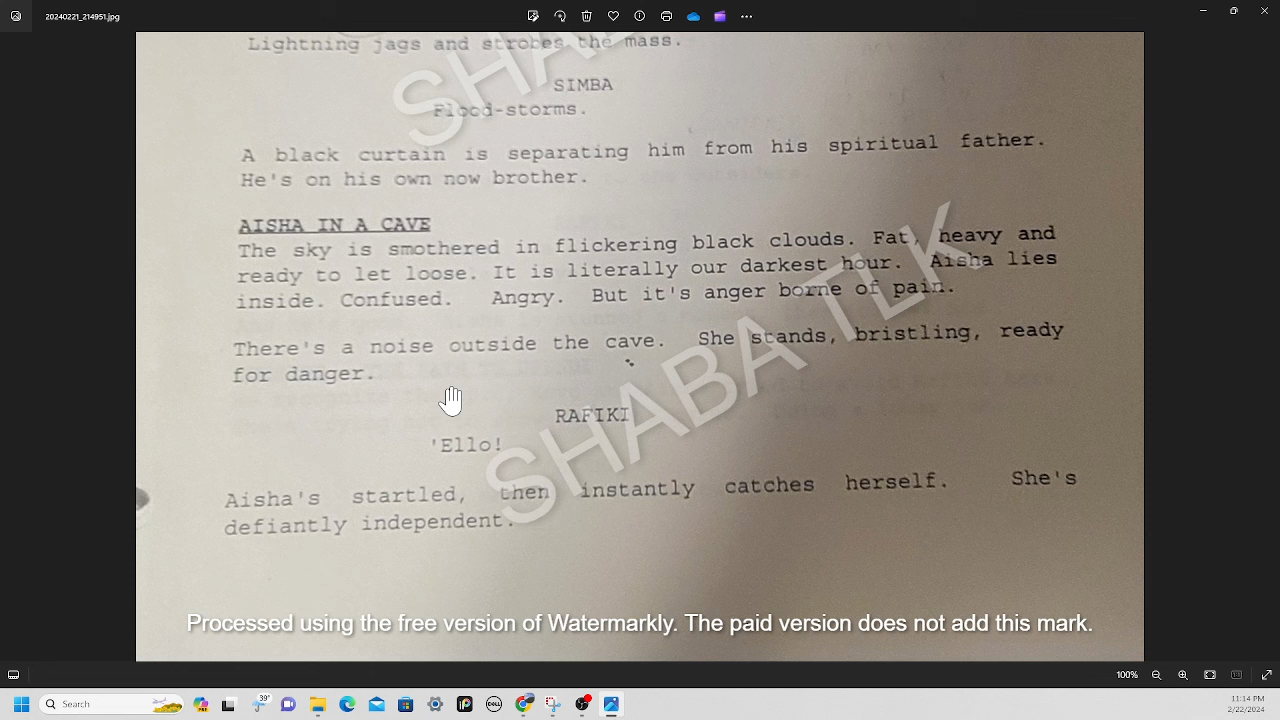 20240221_214951.jpg
Lightning jags and strobes the mass.
SIMBA
Flood-storms.
A black curtain is separating him from his spiritual father.
He's on his own now brother.
AISHA IN A CAVE
The sky is smothered in flickering black clouds. Fat, heavy and
ready to let loose. It is literally our darkest hour. Aisha lies
inside. Confused. Angry. But it's anger borne of pain.
There's a noise outside the cave. She stands, bristling, ready
for danger.
RAFIKI
'Ello!
Aisha's startled, then instantly catches herself. She's
defiantly independent.
SHABA TLK
Processed using the free version of Watermarkly. The paid version does not add this mark.
100%
Search
39°
DELL
11:14 PM
2/22/2024